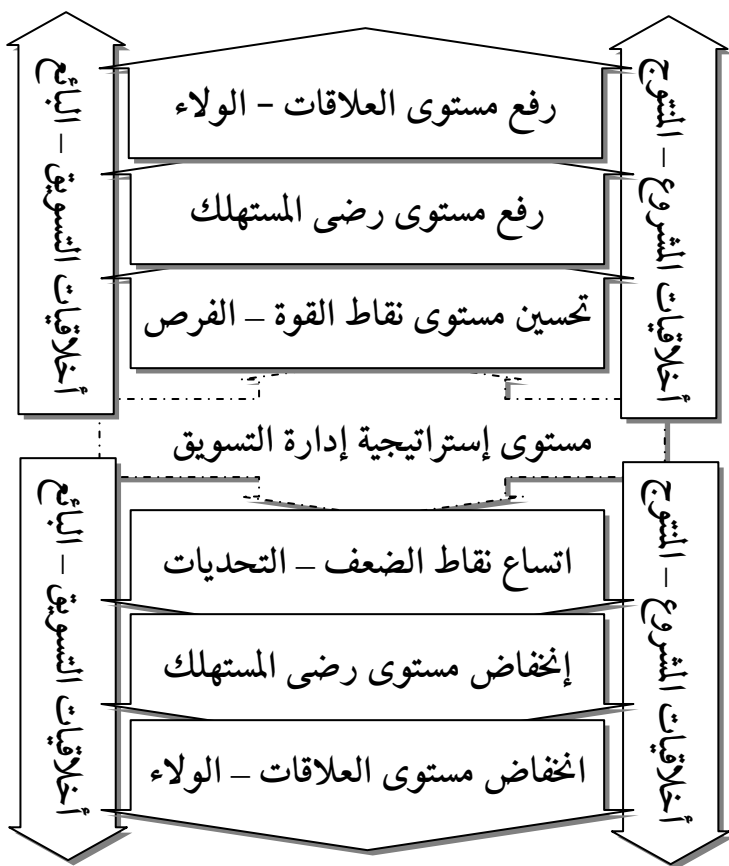 أخلاقيات المشروع – المنتوج
رفع مستوى العلاقات - الولاء
رفع مستوى رضى المستهلك
تحسين مستوى نقاط القوة – الفرص
أخلاقيات التسويق – البائع
مستوى إستراتيجية إدارة التسويق
أخلاقيات المشروع – المنتوج
اتساع نقاط الضعف – التحديات
إنخفاض مستوى رضى المستهلك
انخفاض مستوى العلاقات – الولاء
أخلاقيات التسويق – البائع